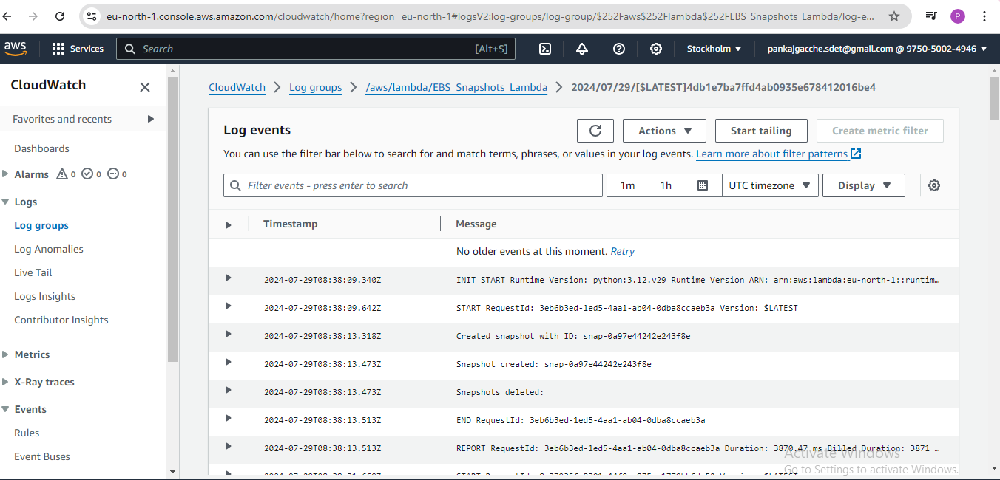 eu-north-1.console.aws.amazon.com/cloudwatch/home?region=eu-north-1#logsV2:log-groups/log-group/$252Faws$252Flambda$252FEBS_Snapshots_Lambda/log-e...
P
aws
Services
Search
[Alt+S]
Stockholm
pankajgacche.sdet@gmail.com @ 9750-5002-4946
CloudWatch
Favorites and recents
Dashboards
Alarms 0 0 0
Logs
Log groups
Log Anomalies
Live Tail
Logs Insights
Contributor Insights
Metrics
X-Ray traces
Events
Rules
Event Buses
CloudWatch
Log groups
/aws/lambda/EBS_Snapshots_Lambda
2024/07/29/[$LATEST]4db1e7ba7ffd4ab0935e678412016be4
Log events
Actions
Start tailing
Create metric filter
You can use the filter bar below to search for and match terms, phrases, or values in your log events. Learn more about filter patterns
Filter events - press enter to search
1m 1h
UTC timezone
Display
Timestamp Message
No older events at this moment. Retry
2024-07-29T08:38:09.340Z INIT_START Runtime Version: python:3.12.v29 Runtime Version ARN: arn:aws:lambda:eu-north-1::runtim…
2024-07-29T08:38:09.642Z START RequestId: 3eb6b3ed-1ed5-4aa1-ab04-0dba8ccaeb3a Version: $LATEST
2024-07-29T08:38:13.318Z Created snapshot with ID: snap-0a97e44242e243f8e
2024-07-29T08:38:13.473Z Snapshot created: snap-0a97e44242e243f8e
2024-07-29T08:38:13.473Z Snapshots deleted:
2024-07-29T08:38:13.513Z END RequestId: 3eb6b3ed-1ed5-4aa1-ab04-0dba8ccaeb3a
2024-07-29T08:38:13.513Z REPORT RequestId: 3eb6b3ed-1ed5-4aa1-ab04-0dba8ccaeb3a Duration: 3870.47 ms Billed Duration: 3871 …
Activate Windows
Go to Settings to activate Windows.